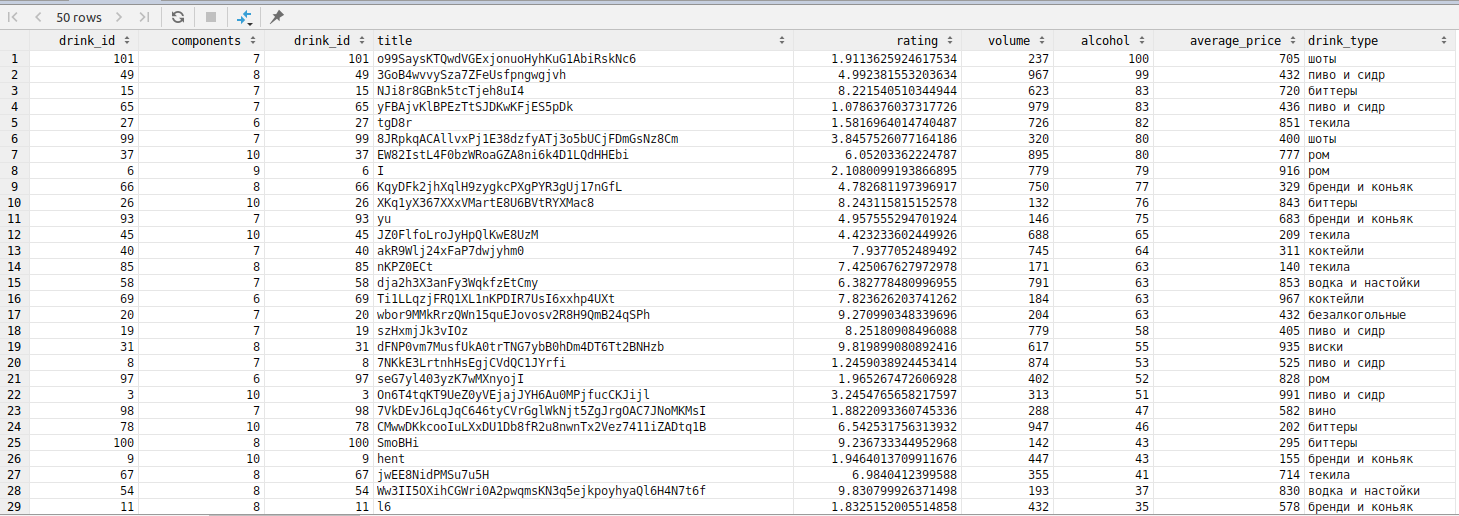 50 rows
drink_id components drink_id title rating volume alcohol average_price drink_type
1 101 7 101 o99SaysKTQwdVGExjonuoHyhKuG1AbiRskNc6 1.9113625924617534 237 100 705 шоты
2 49 8 49 3GoB4wvvySza7ZFeUsfpngwgjvh 4.992381553203634 967 99 432 пиво и сидр
3 15 7 15 NJi8r8GBnk5tcTjeh8uI4 8.221540510344944 623 83 720 биттеры
4 65 7 65 yFBAjvKlBPEzTtSJDKwKFjES5pDk 1.0786376037317726 979 83 436 пиво и сидр
5 27 6 27 tgD8r 1.5816964014740487 726 82 851 текила
6 99 7 99 8JRpkqACAllvxPj1E38dzfyATj3o5bUCjFDmGsNz8Cm 3.8457526077164186 320 80 400 шоты
7 37 10 37 EW82IstL4F0bzWRoaGZA8ni6k4D1LQdHHEbi 6.05203362224787 895 80 777 ром
8 6 9 6 I 2.1080099193866895 779 79 916 ром
9 66 8 66 KqyDFk2jhXqlH9zygkcPXgPYR3gUj17nGfL 4.782681197396917 750 77 329 бренди и коньяк
10 26 10 26 XKq1yX367XXxVMartE8U6BVtRYXMac8 8.243115815152578 132 76 843 биттеры
11 93 7 93 yu 4.957555294701924 146 75 683 бренди и коньяк
12 45 10 45 JZ0FlfoLroJyHpQlKwE8UzM 4.423233602449926 688 65 209 текила
13 40 7 40 akR9Wlj24xFaP7dwjyhm0 7.9377052489492 745 64 311 коктейли
14 85 8 85 nKPZ0ECt 7.425067627972978 171 63 140 текила
15 58 7 58 dja2h3X3anFy3WqkfzEtCmy 6.382778480996955 791 63 853 водка и настойки
16 69 6 69 Ti1LLqzjFRQ1XL1nKPDIR7UsI6xxhp4UXt 7.823626203741262 184 63 967 коктейли
17 20 7 20 wbor9MMkRrzQWn15quEJovosv2R8H9QmB24qSPh 9.270990348339696 204 63 432 безалкогольные
18 19 7 19 szHxmjJk3vIOz 8.25180908496088 779 58 405 пиво и сидр
19 31 8 31 dFNP0vm7MusfUkA0trTNG7ybB0hDm4DT6Tt2BNHzb 9.819899080892416 617 55 935 виски
20 8 7 8 7NKkE3LrtnhHsEgjCVdQC1JYrfi 1.2459038924453414 874 53 525 пиво и сидр
21 97 6 97 seG7yl403yzK7wMXnyojI 1.965267472606928 402 52 828 ром
22 3 10 3 On6T4tqKT9UeZ0yVEjajJYH6Au0MPjfucCKJijl 3.2454765658217597 313 51 991 пиво и сидр
23 98 7 98 7VkDEvJ6LqJqC646tyCVrGglWkNjt5ZgJrgOAC7JNoMKMsI 1.8822093360745336 288 47 582 вино
24 78 10 78 CMwwDKkcooIuLXxDU1Db8fR2u8nwnTx2Vez7411iZADtq1B 6.542531756313932 947 46 202 биттеры
25 100 8 100 SmoBHi 9.236733344952968 142 43 295 биттеры
26 9 10 9 hent 1.9464013709911676 447 43 155 бренди и коньяк
27 67 8 67 jwEE8NidPMSu7u5H 6.9840412399588 355 41 714 текила
28 54 8 54 Ww3II5OXihCGWri0A2pwqmsKN3q5ejkpoyhyaQl6H4N7t6f 9.830799926371498 193 37 830 водка и настойки
29 11 8 11 l6 1.8325152005514858 432 35 578 бренди и коньяк